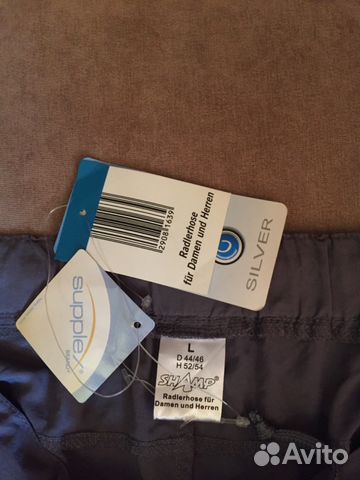 29081639
Radlerhose
für Damen und Herren
SILVER
supplex
L
D 44/46
H 52/54
SHAMP
Radlerhose für
Damen und Herren
Avito